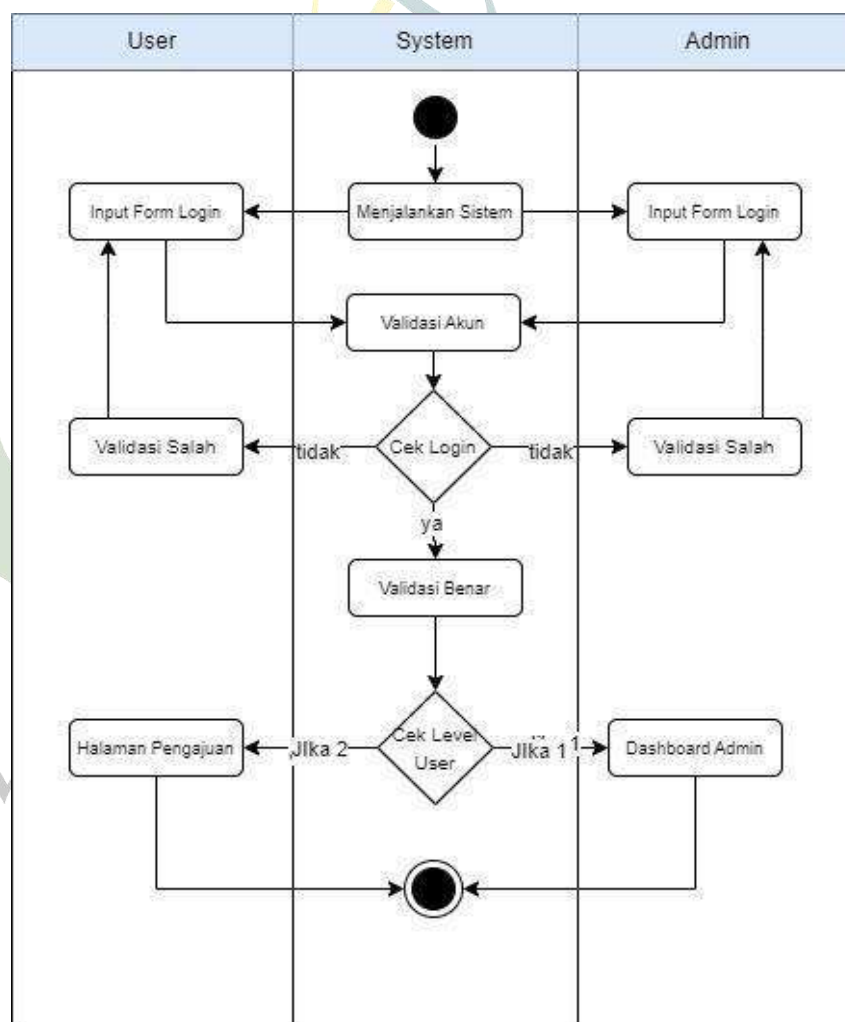 User
System
Admin
Input Form Login
Menjalankan Sistem
Input Form Login
Validasi Akun
Validasi Salah
tidak
Cek Login
tidak
Validasi Salah
ya
Validasi Benar
Halaman Pengajuan
JIka 2
Cek Level
User
JIka 1
Dashboard Admin